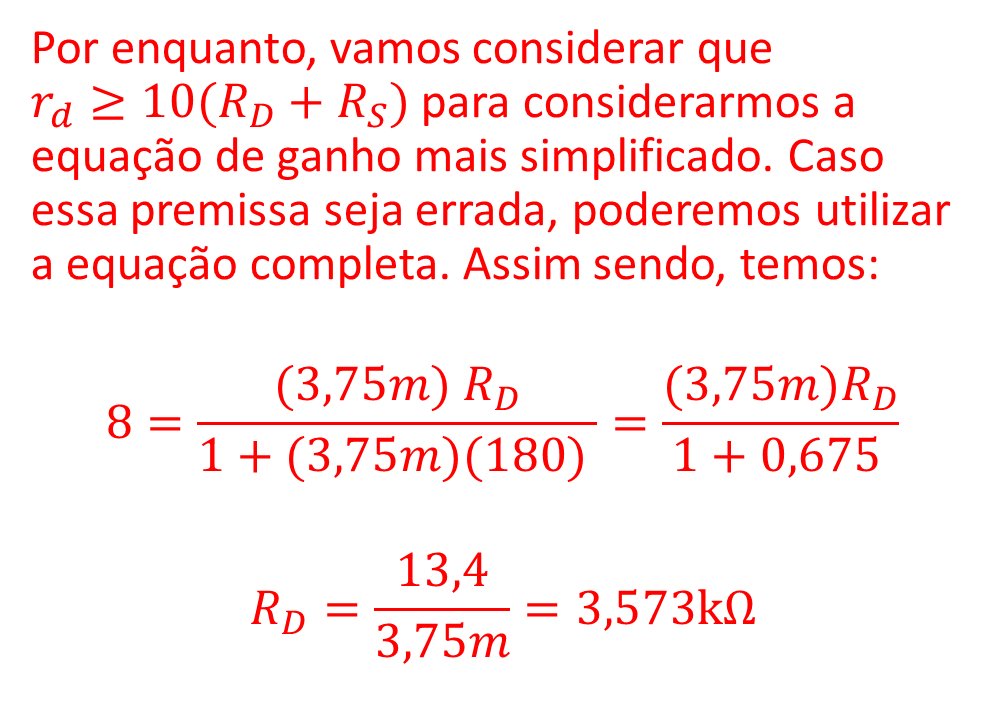 Por enquanto, vamos considerar que
$r_d \geq 10(R_D + R_S)$ para considerarmos a
equação de ganho mais simplificado. Caso
essa premissa seja errada, poderemos utilizar
a equação completa. Assim sendo, temos:
$8 = \frac{(3,75m) \, R_D}{1 + (3,75m)(180)} = \frac{(3,75m)R_D}{1 + 0,675}$
$R_D = \frac{13,4}{3,75m} = 3,573\text{k}\Omega$